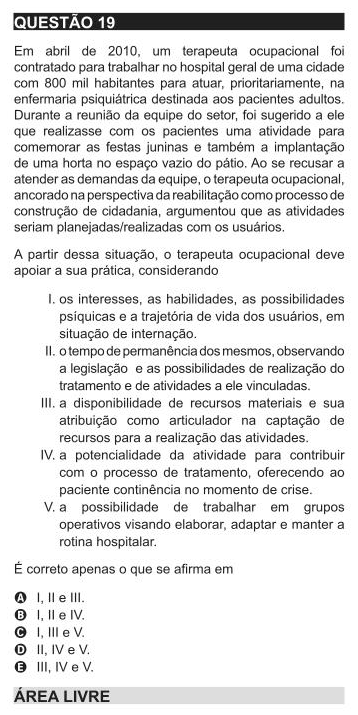 QUESTÃO 19
Em abril de 2010, um terapeuta ocupacional foi
contratado para trabalhar no hospital geral de uma cidade
com 800 mil habitantes para atuar, prioritariamente, na
enfermaria psiquiátrica destinada aos pacientes adultos.
Durante a reunião da equipe do setor, foi sugerido a ele
que realizasse com os pacientes uma atividade para
comemorar as festas juninas e também a implantação
de uma horta no espaço vazio do pátio. Ao se recusar a
atender as demandas da equipe, o terapeuta ocupacional,
ancorado na perspectiva da reabilitação como processo de
construção de cidadania, argumentou que as atividades
seriam planejadas/realizadas com os usuários.
A partir dessa situação, o terapeuta ocupacional deve
apoiar a sua prática, considerando
I. os interesses, as habilidades, as possibilidades
psíquicas e a trajetória de vida dos usuários, em
situação de internação.
II. o tempo de permanência dos mesmos, observando
a legislação e as possibilidades de realização do
tratamento e de atividades a ele vinculadas.
III. a disponibilidade de recursos materiais e sua
atribuição como articulador na captação de
recursos para a realização das atividades.
IV. a potencialidade da atividade para contribuir
com o processo de tratamento, oferecendo ao
paciente continência no momento de crise.
V. a possibilidade de trabalhar em grupos
operativos visando elaborar, adaptar e manter a
rotina hospitalar.
É correto apenas o que se afirma em
A I, II e III.
B I, II e IV.
C I, III e V.
D II, IV e V.
E III, IV e V.
ÁREA LIVRE